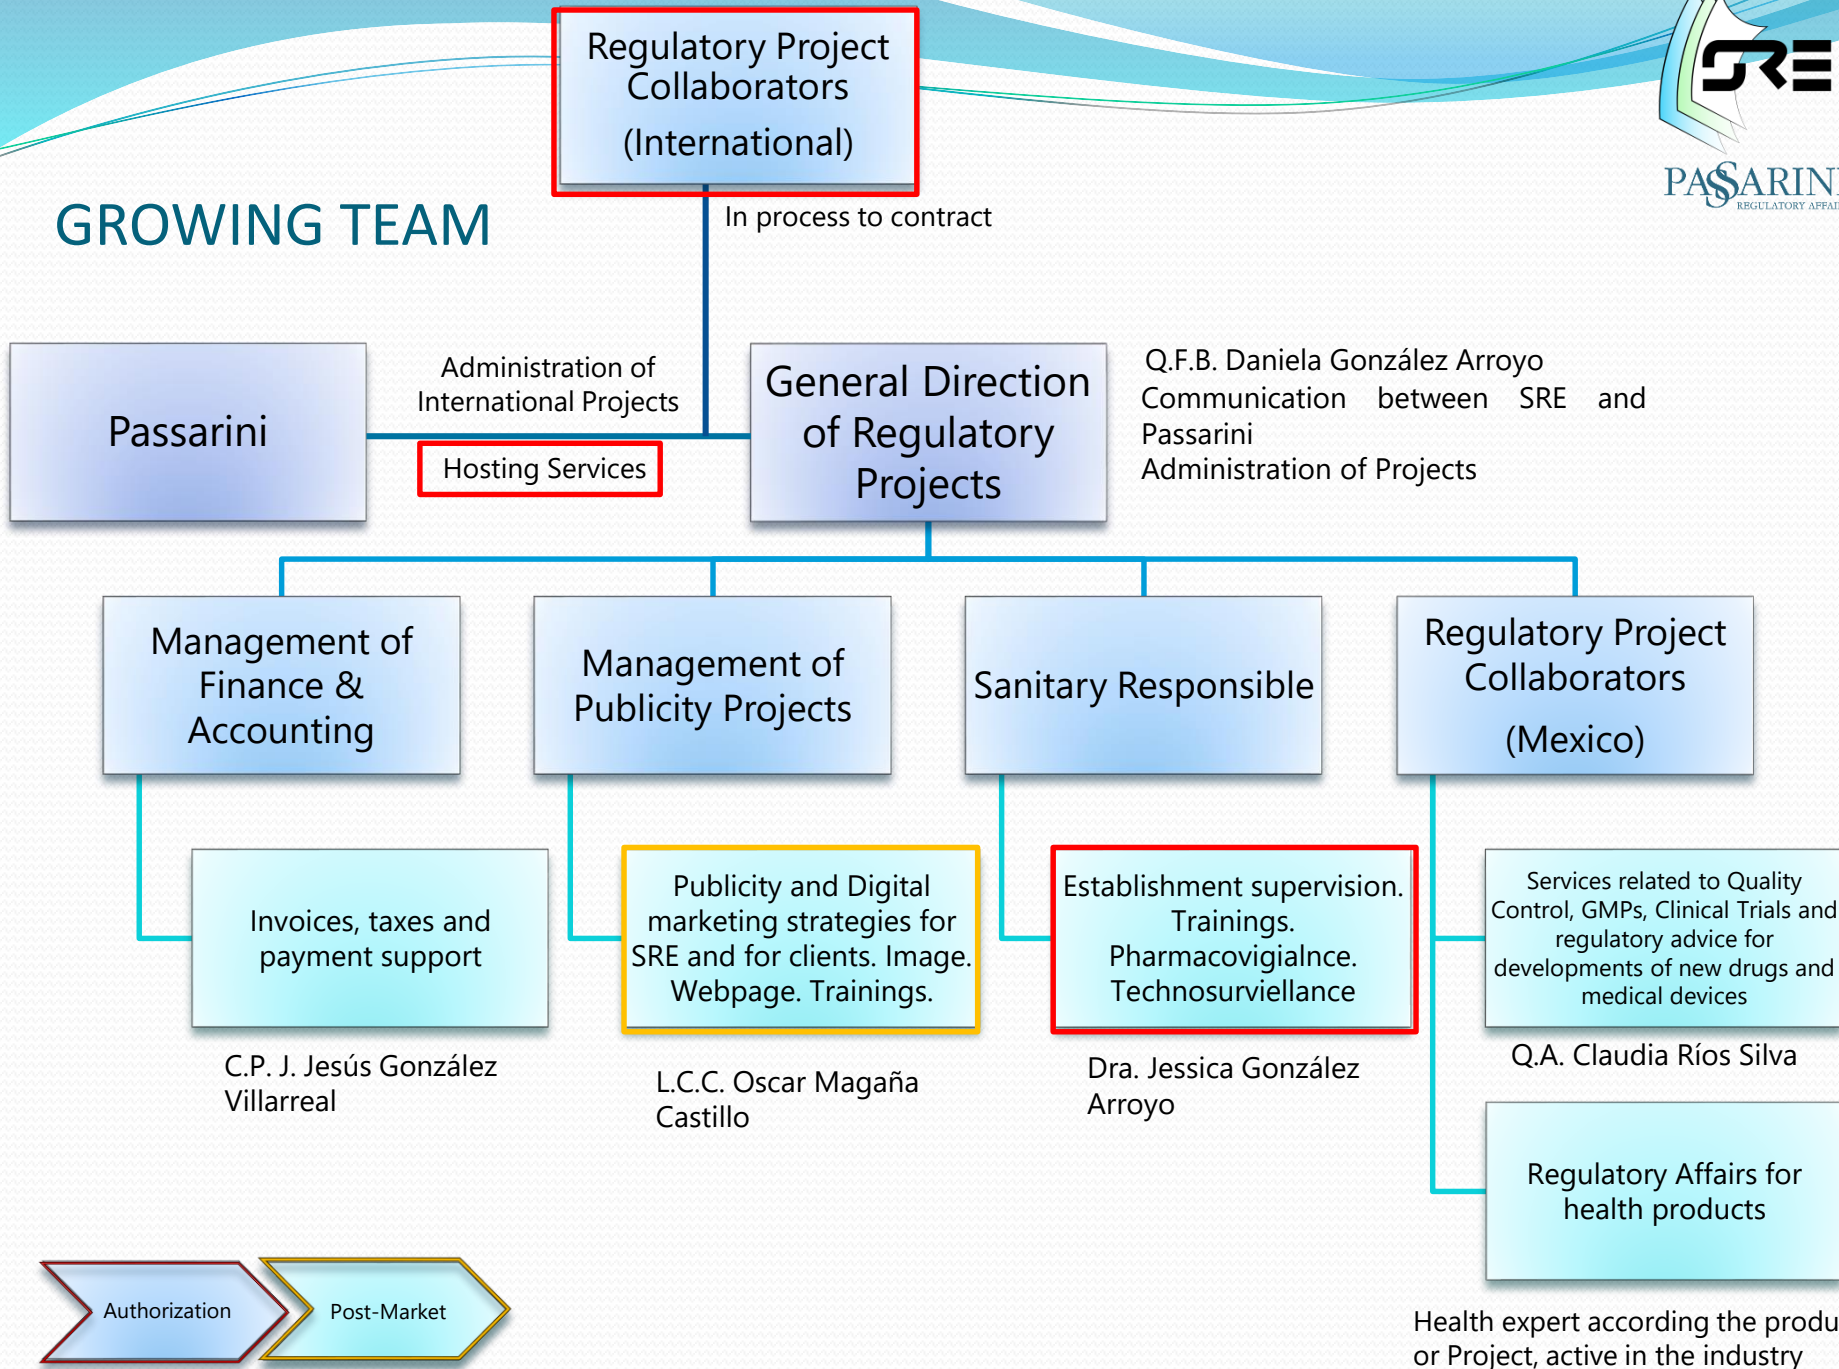 Regulatory Project
Collaborators
(International)
SRE
PASSARINI
REGULATORY
GROWING TEAM
In process to contract
Passarini
Administration of
International Projects
Hosting Services
General Direction
of Regulatory
Projects
Q.F.B. Daniela González Arroyo
Communication between SRE and
Passarini
Administration of Projects
Management of
Finance &
Accounting
Management of
Publicity Projects
Sanitary Responsible
Regulatory Project
Collaborators
(Mexico)
Invoices, taxes and
payment support
Publicity and Digital
marketing strategies for
SRE and for clients. Image.
Webpage. Trainings.
Establishment supervision.
Trainings.
Pharmacovigialnce.
Technosurviellance
Services related to Quality
Control, GMPs, Clinical Trials and
regulatory advice for
developments of new drugs and
medical devices
C.P. J. Jesús González
Villarreal
L.C.C. Oscar Magaña
Castillo
Dra. Jessica González
Arroyo
Q.A. Claudia Ríos Silva
Regulatory Affairs for
health products
Authorization
Post-Market
Health expert according the
or Project, active in the industry